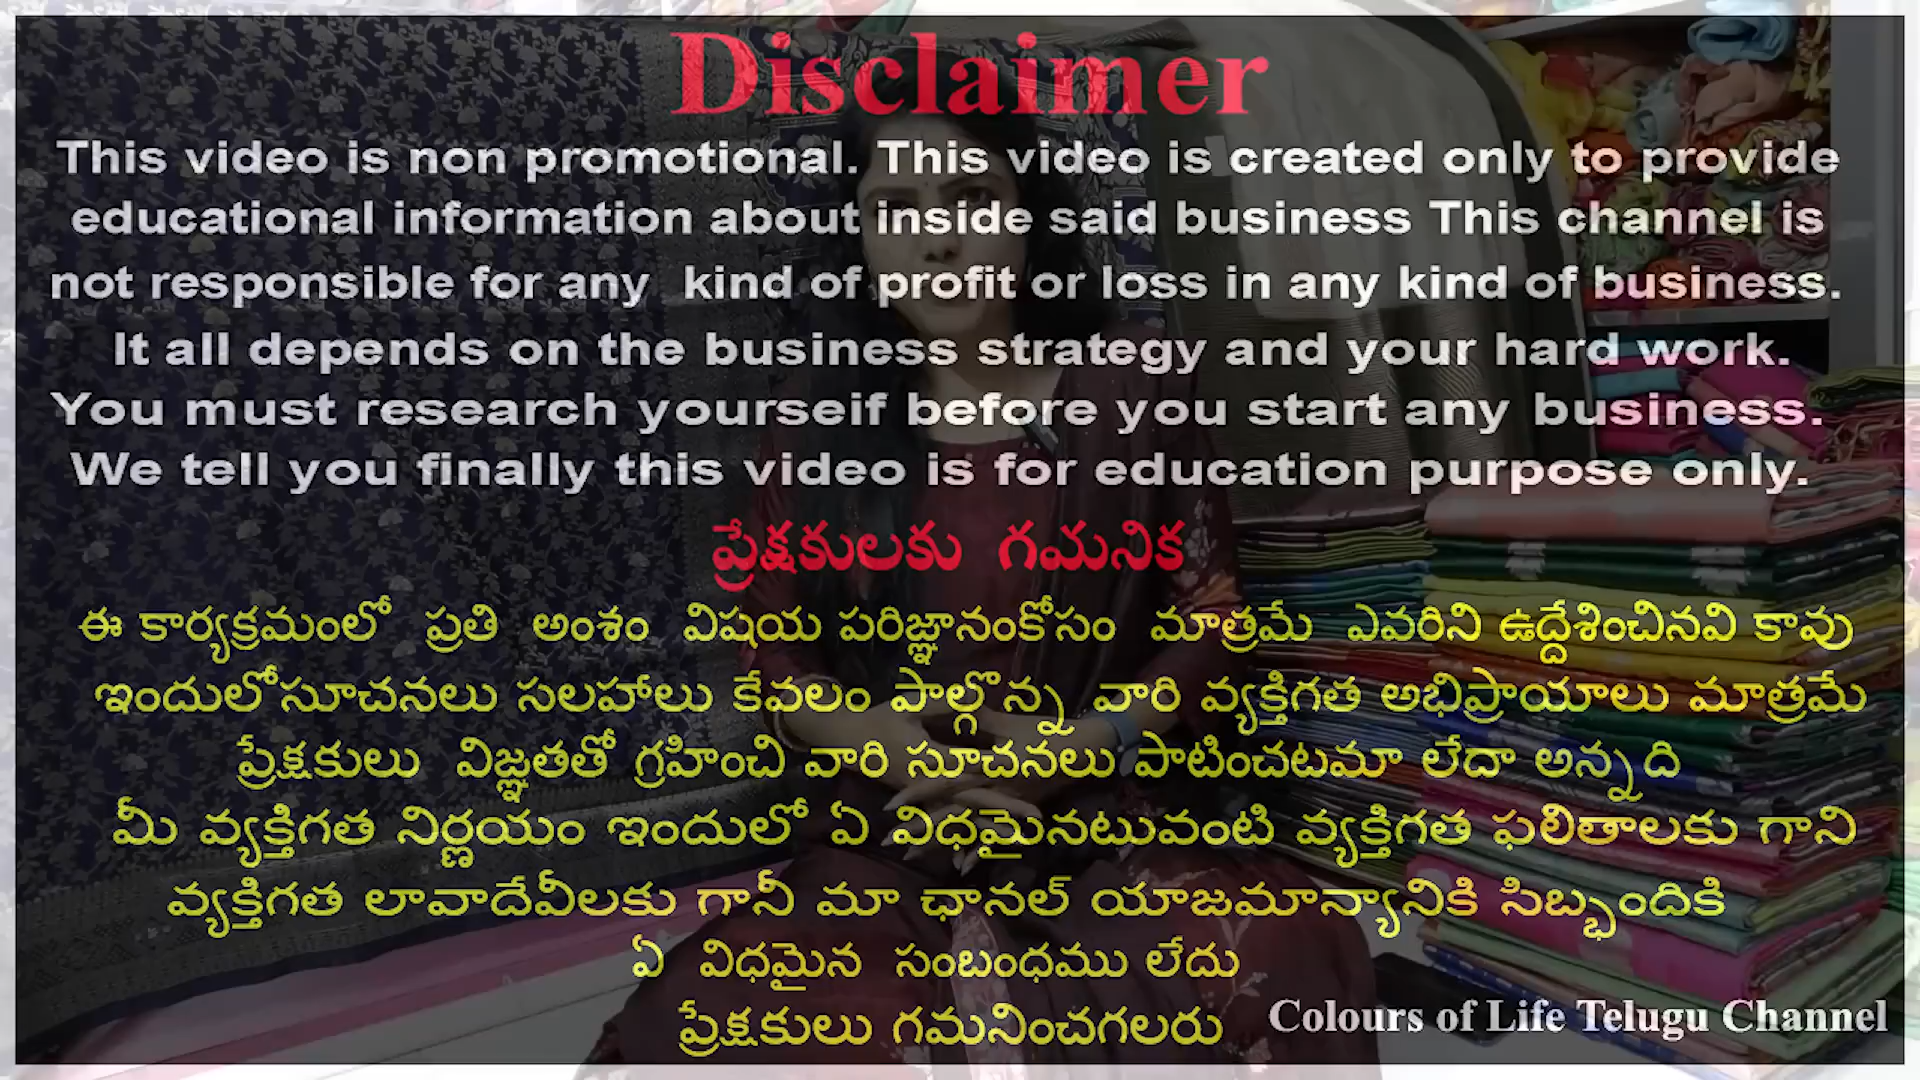 Disclaimer
This video is non promotional. This video is created only to provide
educational information about inside said business This channel is
not responsible for any kind of profit or loss in any kind of business.
It all depends on the business strategy and your hard work.
You must research yourseif before you start any business.
We tell you finally this video is for education purpose only.
ప్రేక్షకులకు గమనిక
ఈ కార్యక్రమంలో ప్రతి అంశం విషయ పరిజ్ఞానంకోసం మాత్రమే ఎవరిని ఉద్దేశించినవి కావు
ఇందులోసూచనలు సలహాలు కేవలం పాల్గొన్న వారి వ్యక్తిగత అభిప్రాయాలు మాత్రమే
ప్రేక్షకులు విజ్ఞతతో గ్రహించి వారి సూచనలు పాటించటమా లేదా అన్నది
మీ వ్యక్తిగత నిర్ణయం ఇందులో ఏ విధమైనటువంటి వ్యక్తిగత ఫలితాలకు గాని
వ్యక్తిగత లావాదేవీలకు గానీ మా ఛానల్ యాజమాన్యానికి సిబ్బందికి
ఏ విధమైన సంబంధము లేదు
ప్రేక్షకులు గమనించగలరు
Colours of Life Telugu Channel